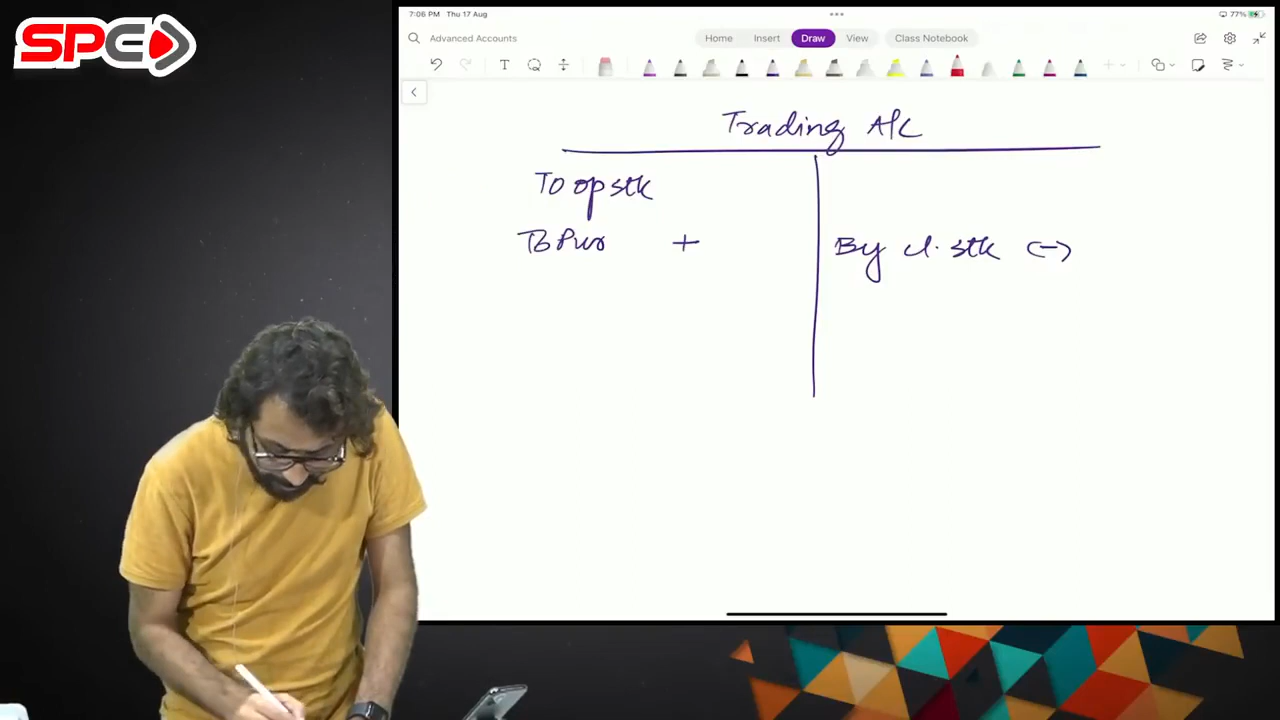 SPE
7:06 PM Thu 17 Aug
77%
Advanced Accounts
Home Insert Draw View Class Notebook
T
Trading A/C
To op stk
To Pur +
By cl. stk (-)